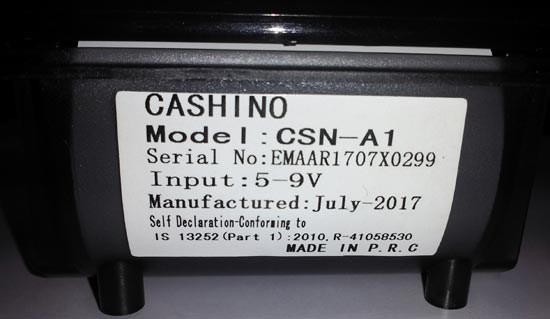 CASHINO
Model:CSN-A1
Serial No:EMAAR1707X0299
Input:5-9V
Manufactured:July-2017
Self Declaration-Conforming to
IS 13252(Part 1):2010,R-41058530
MADE IN P.R.C